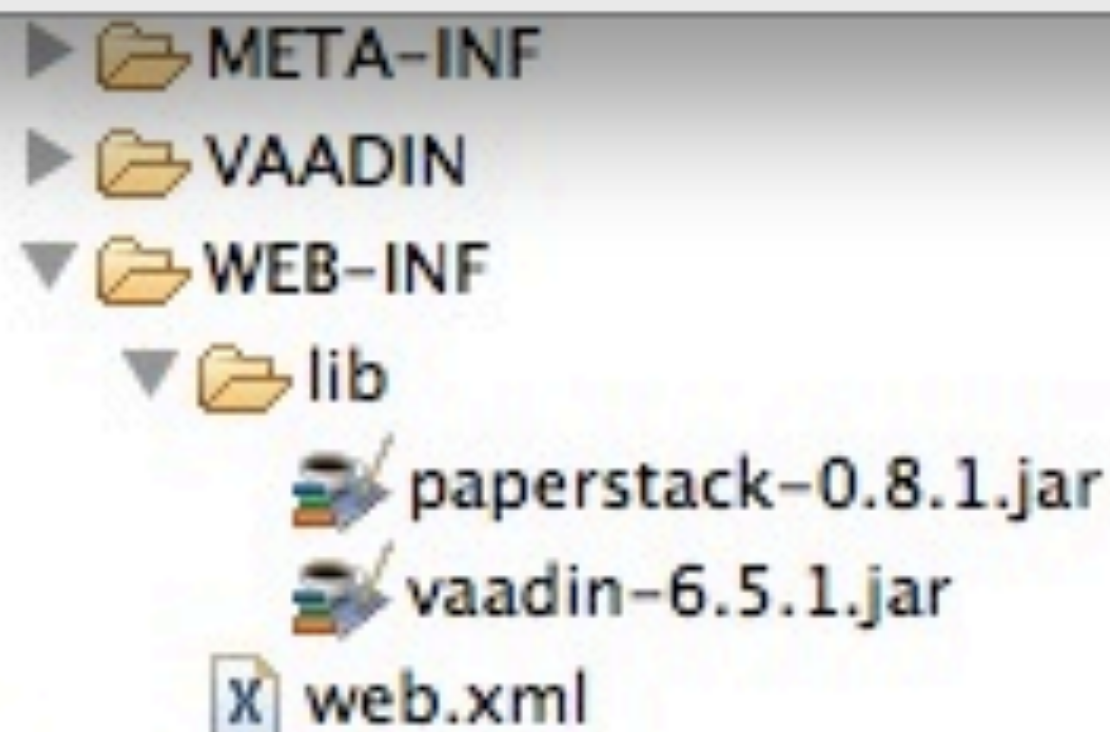 META-INF
VAADIN
WEB-INF
lib
paperstack-0.8.1.jar
vaadin-6.5.1.jar
web.xml